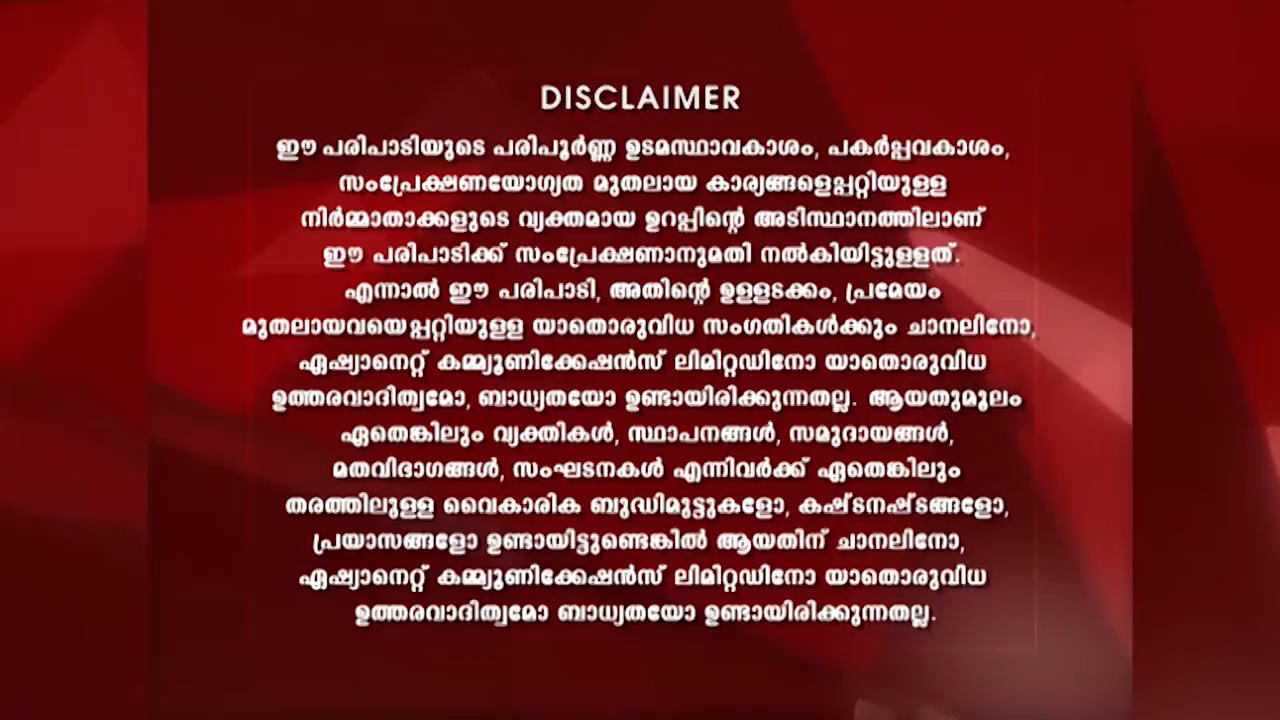 DISCLAIMER
ഈ പരിപാടിയുടെ പരിപൂർണ്ണ ഉടമസ്ഥാവകാശം, പകർപ്പവകാശം,
സംപ്രേക്ഷണയോഗ്യത മുതലായ കാര്യങ്ങളെപ്പറ്റിയുള്ള
നിർമ്മാതാക്കളുടെ വ്യക്തമായ ഉറപ്പിന്റെ അടിസ്ഥാനത്തിലാണ്
ഈ പരിപാടിക്ക് സംപ്രേക്ഷണാനുമതി നൽകിയിട്ടുള്ളത്.
എന്നാൽ ഈ പരിപാടി, അതിന്റെ ഉള്ളടക്കം, പ്രമേയം
മുതലായവയെപ്പറ്റിയുള്ള യാതൊരുവിധ സംഗതികൾക്കും ചാനലിനോ,
ഏഷ്യാനെറ്റ് കമ്മ്യൂണിക്കേഷൻസ് ലിമിറ്റഡിനോ യാതൊരുവിധ
ഉത്തരവാദിത്വമോ, ബാധ്യതയോ ഉണ്ടായിരിക്കുന്നതല്ല. ആയതുമൂലം
ഏതെങ്കിലും വ്യക്തികൾ, സ്ഥാപനങ്ങൾ, സമുദായങ്ങൾ,
മതവിഭാഗങ്ങൾ, സംഘടനകൾ എന്നിവർക്ക് ഏതെങ്കിലും
തരത്തിലുള്ള വൈകാരിക ബുദ്ധിമുട്ടുകളോ, കഷ്ടനഷ്ടങ്ങളോ,
പ്രയാസങ്ങളോ ഉണ്ടായിട്ടുണ്ടെങ്കിൽ ആയതിന് ചാനലിനോ,
ഏഷ്യാനെറ്റ് കമ്മ്യൂണിക്കേഷൻസ് ലിമിറ്റഡിനോ യാതൊരുവിധ
ഉത്തരവാദിത്വമോ ബാധ്യതയോ ഉണ്ടായിരിക്കുന്നതല്ല.